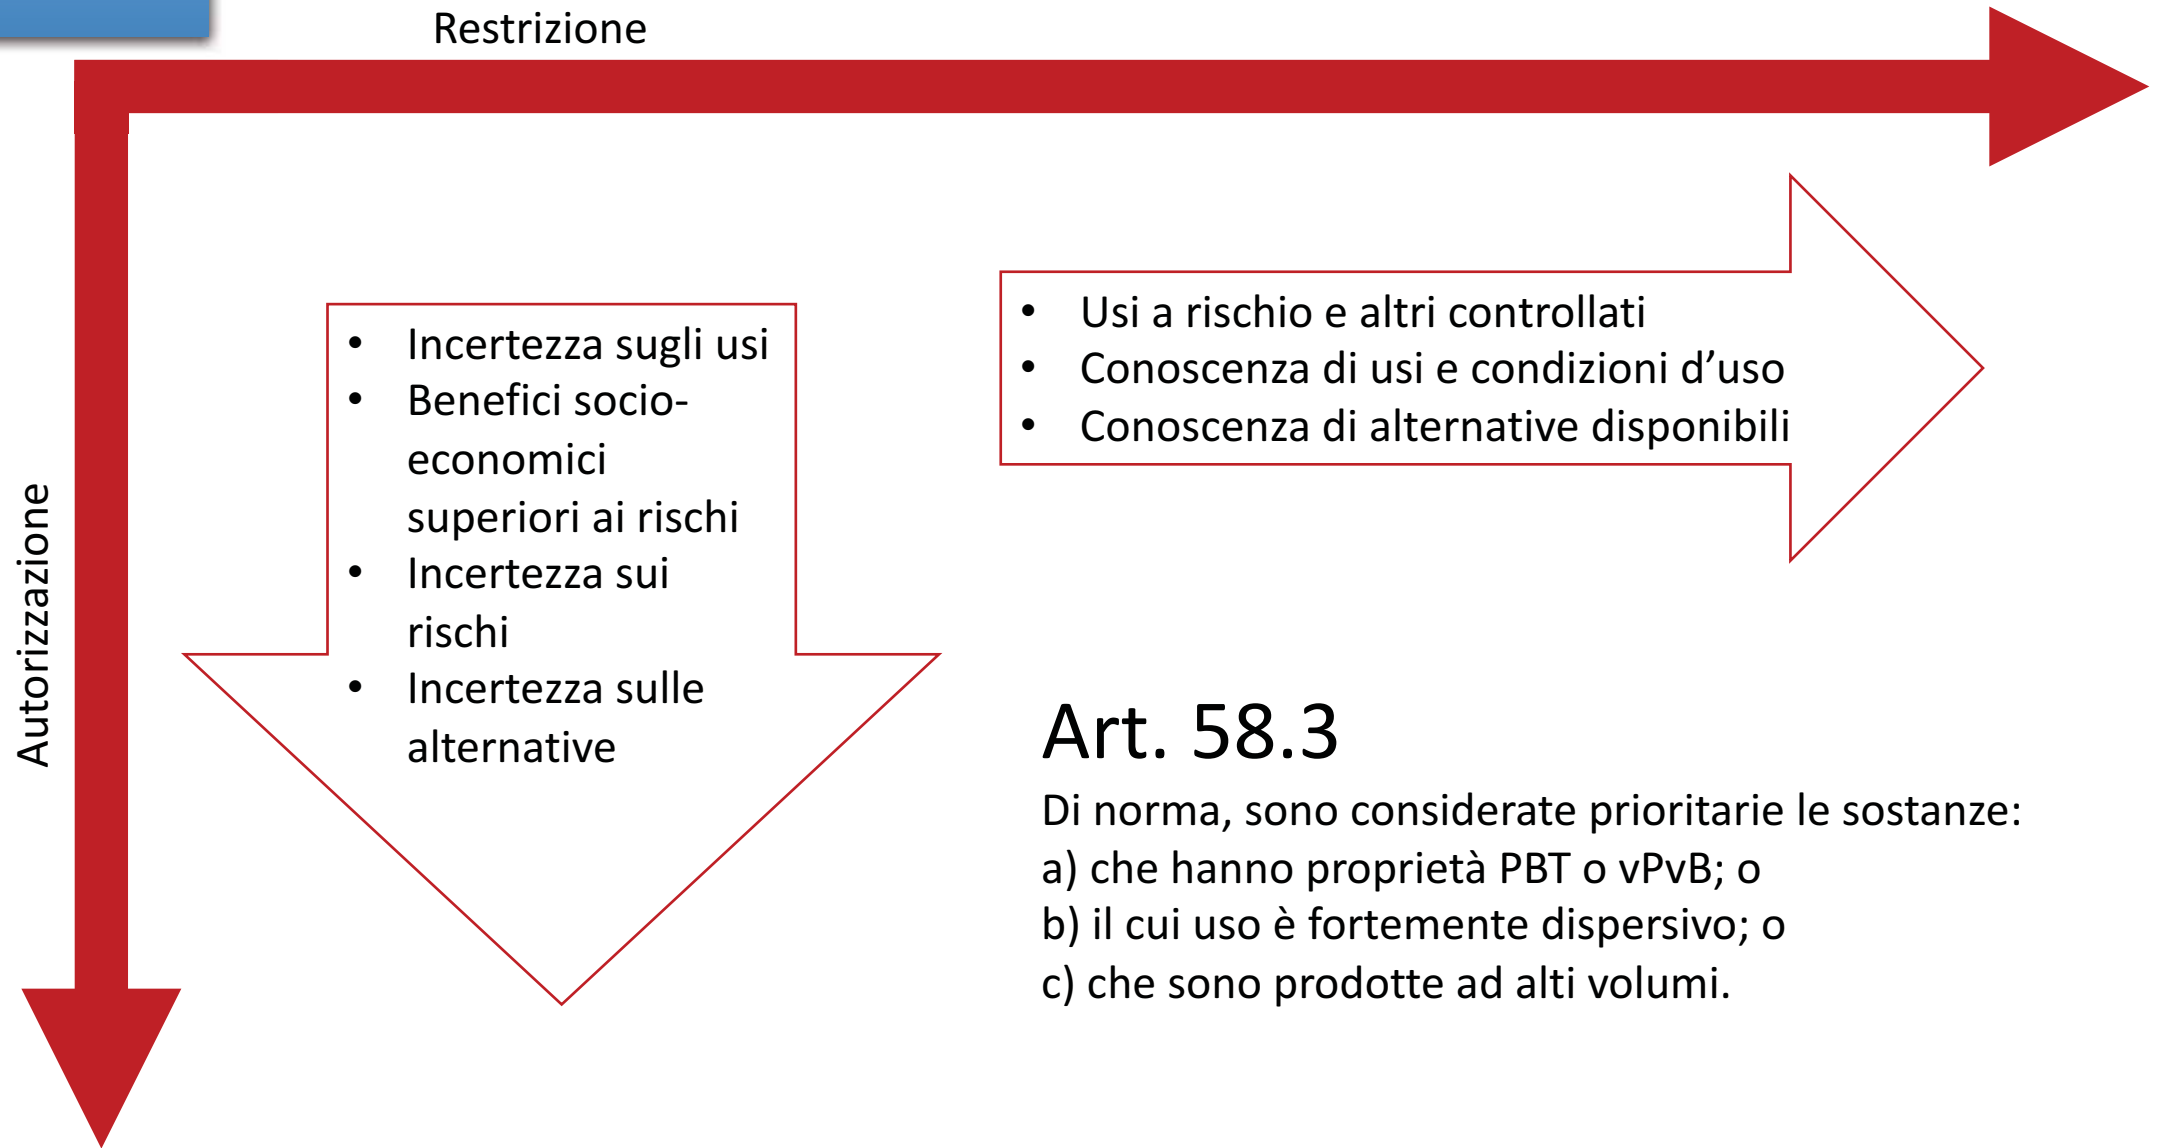 Restrizione
Autorizzazione
• Incertezza sugli usi
• Benefici socio-
economici
superiori ai rischi
• Incertezza sui
rischi
• Incertezza sulle
alternative
• Usi a rischio e altri controllati
• Conoscenza di usi e condizioni d’uso
• Conoscenza di alternative disponibili
Art. 58.3
Di norma, sono considerate prioritarie le sostanze:
a) che hanno proprietà PBT o vPvB; o
b) il cui uso è fortemente dispersivo; o
c) che sono prodotte ad alti volumi.